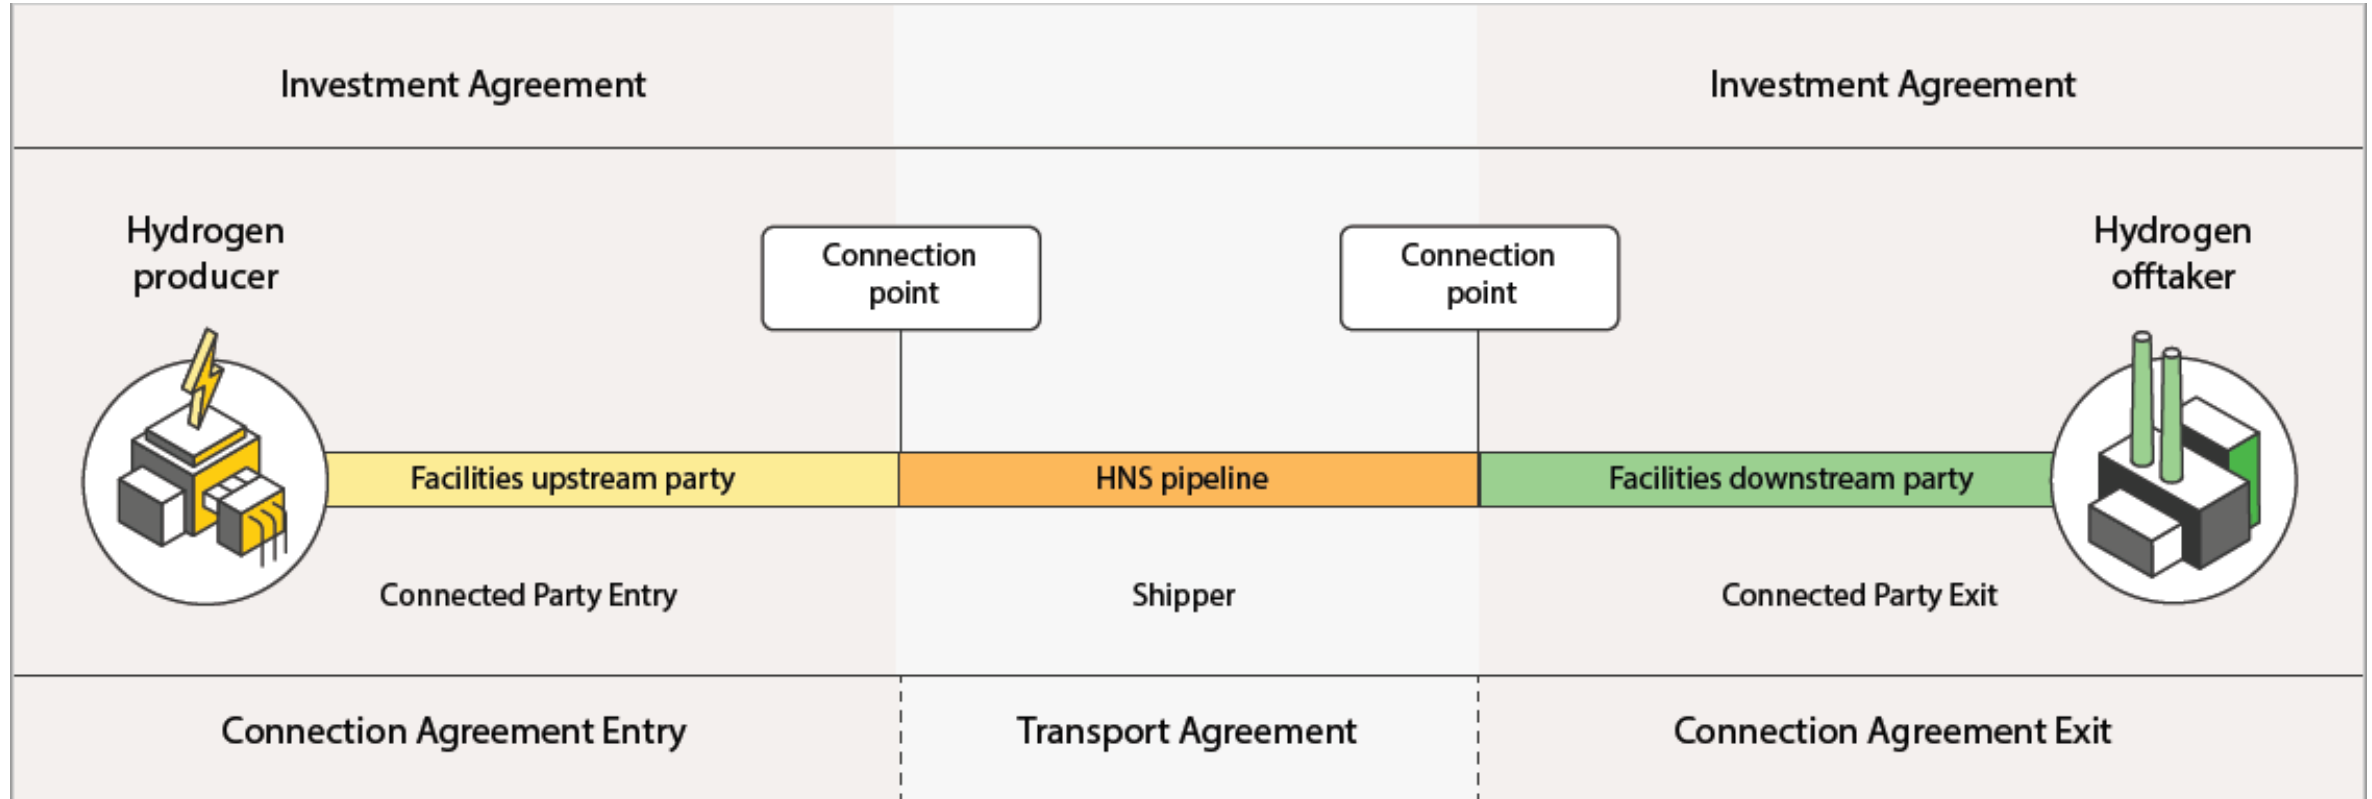 Investment Agreement
Investment Agreement
Hydrogen
producer
Connection
point
Connection
point
Hydrogen
offtaker
Facilities upstream party
HNS pipeline
Facilities downstream party
Connected Party Entry
Shipper
Connected Party Exit
Connection Agreement Entry
Transport Agreement
Connection Agreement Exit